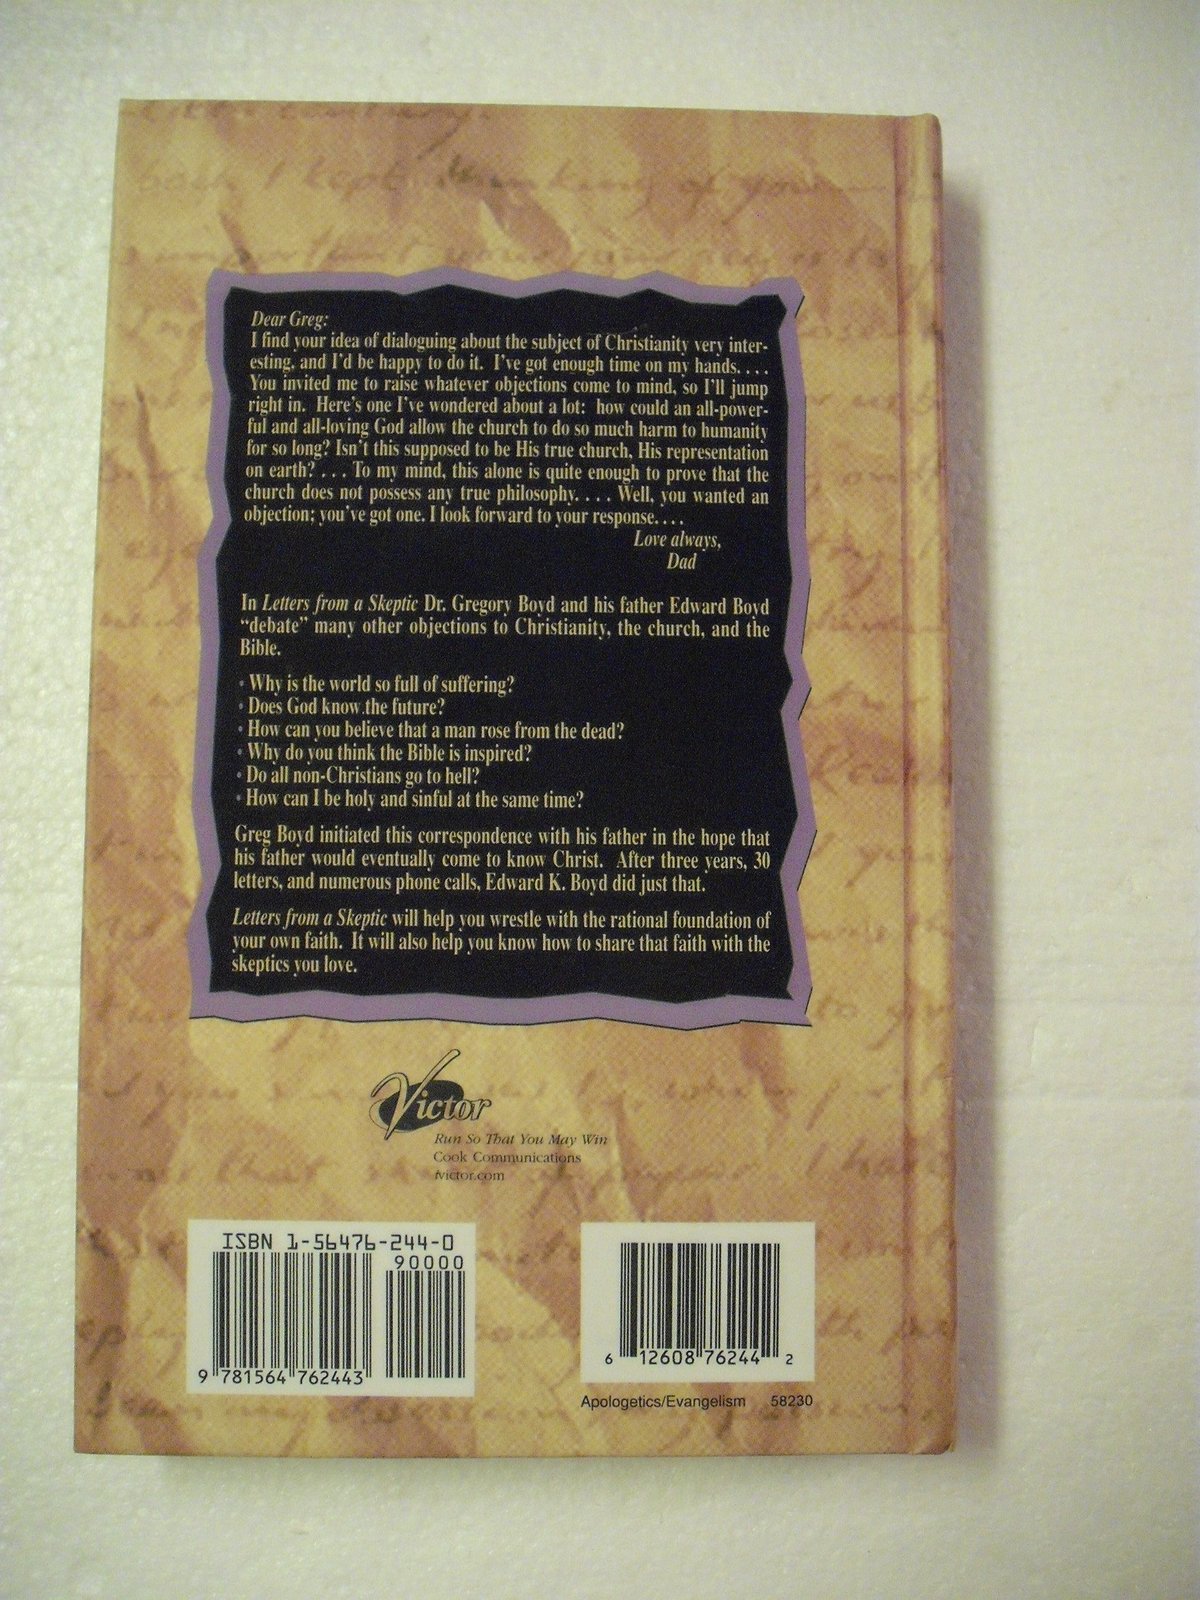 Dear Greg:
I find your idea of dialoguing about the subject of Christianity very inter-
esting, and I'd be happy to do it. I've got enough time on my hands. . . .
You invited me to raise whatever objections come to mind, so I'll jump
right in. Here's one I've wondered about a lot: how could an all-power-
ful and all-loving God allow the church to do so much harm to humanity
for so long? Isn't this supposed to be His true church, His representation
on earth? . . . To my mind, this alone is quite enough to prove that the
church does not possess any true philosophy. . . . Well, you wanted an
objection; you've got one. I look forward to your response. . . .
Love always,
Dad
In Letters from a Skeptic Dr. Gregory Boyd and his father Edward Boyd
“debate” many other objections to Christianity, the church, and the
Bible.
• Why is the world so full of suffering?
• Does God know the future?
• How can you believe that a man rose from the dead?
• Why do you think the Bible is inspired?
• Do all non-Christians go to hell?
• How can I be holy and sinful at the same time?
Greg Boyd initiated this correspondence with his father in the hope that
his father would eventually come to know Christ. After three years, 30
letters, and numerous phone calls, Edward K. Boyd did just that.
Letters from a Skeptic will help you wrestle with the rational foundation of
your own faith. It will also help you know how to share that faith with the
skeptics you love.
Victor
Run So That You May Win
Cook Communications
ivictor.com
ISBN 1-56476-244-0
90000
9 781564 762443
6 12608 76244 2
Apologetics/Evangelism 58230